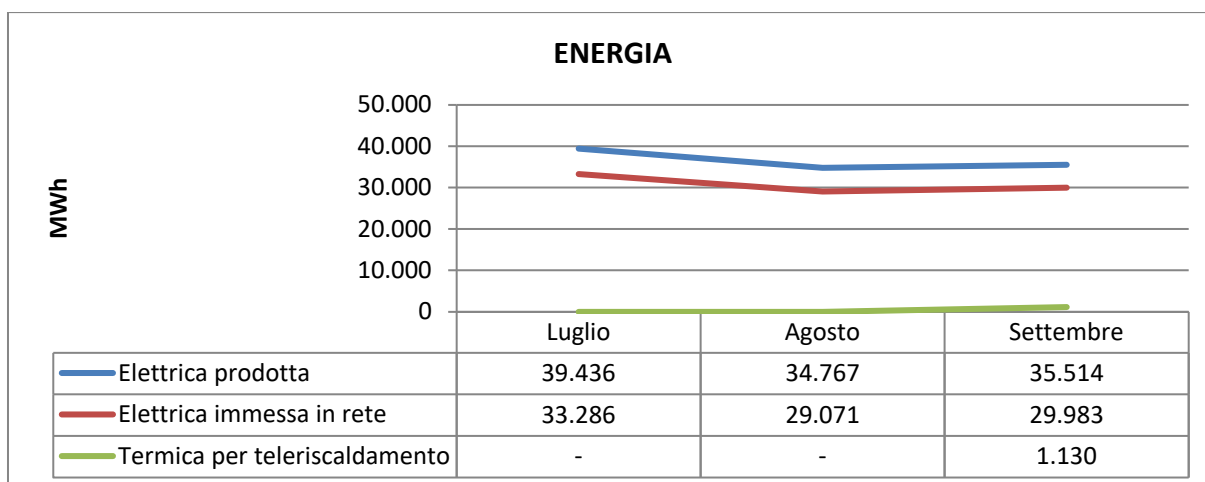 ENERGIA
MWh
50.000
40.000
30.000
20.000
10.000
0
Luglio Agosto Settembre
Elettrica prodotta 39.436 34.767 35.514
Elettrica immessa in rete 33.286 29.071 29.983
Termica per teleriscaldamento - - 1.130